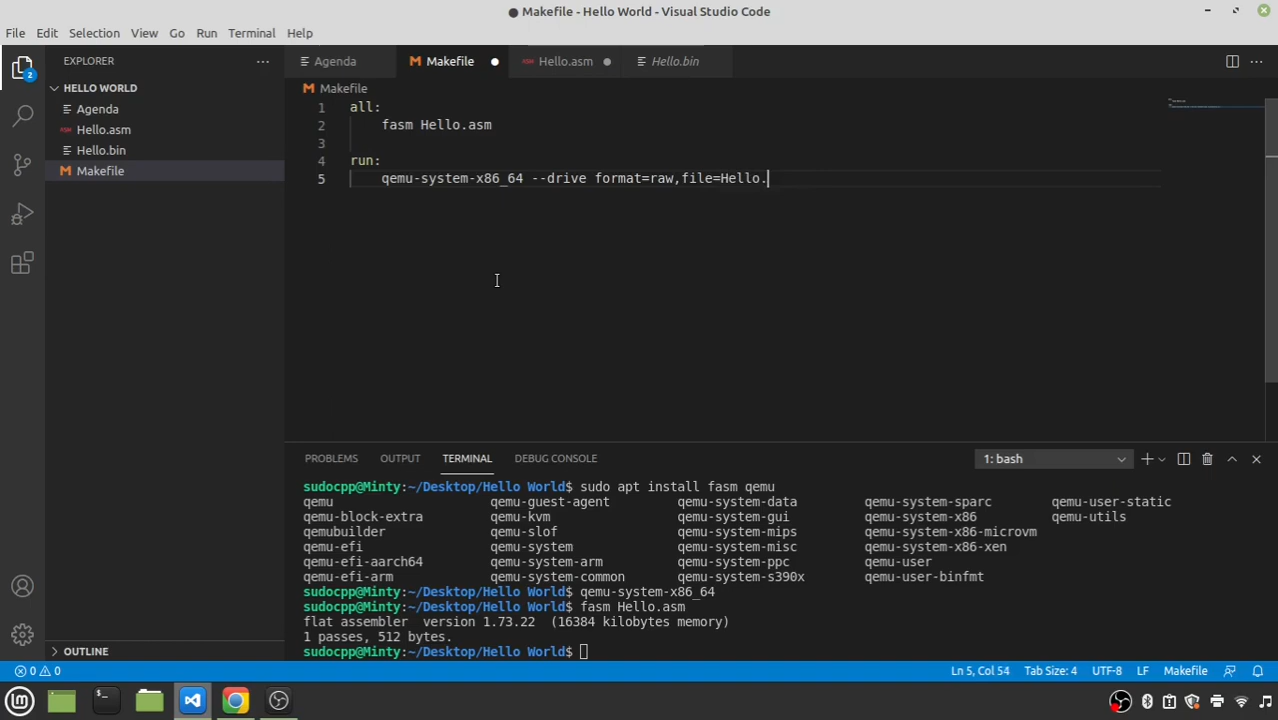 ● Makefile - Hello World - Visual Studio Code
File Edit Selection View Go Run Terminal Help
EXPLORER
Agenda
Makefile
Hello.asm
Hello.bin
HELLO WORLD
Agenda
Hello.asm
Hello.bin
Makefile
2
Makefile
1 all:
2 fasm Hello.asm
3
4 run:
5 qemu-system-x86_64 --drive format=raw,file=Hello.
PROBLEMS OUTPUT TERMINAL DEBUG CONSOLE
1: bash
sudocpp@Minty:~/Desktop/Hello World$ sudo apt install fasm qemu
qemu qemu-guest-agent qemu-system-data qemu-system-sparc qemu-user-static
qemu-block-extra qemu-kvm qemu-system-gui qemu-system-x86 qemu-utils
qemubuilder qemu-slof qemu-system-mips qemu-system-x86-microvm
qemu-efi qemu-system qemu-system-misc qemu-system-x86-xen
qemu-efi-aarch64 qemu-system-arm qemu-system-ppc qemu-user
qemu-efi-arm qemu-system-common qemu-system-s390x qemu-user-binfmt
sudocpp@Minty:~/Desktop/Hello World$ qemu-system-x86_64
sudocpp@Minty:~/Desktop/Hello World$ fasm Hello.asm
flat assembler version 1.73.22 (16384 kilobytes memory)
1 passes, 512 bytes.
sudocpp@Minty:~/Desktop/Hello World$
OUTLINE
0 0
Ln 5, Col 54 Tab Size: 4 UTF-8 LF Makefile